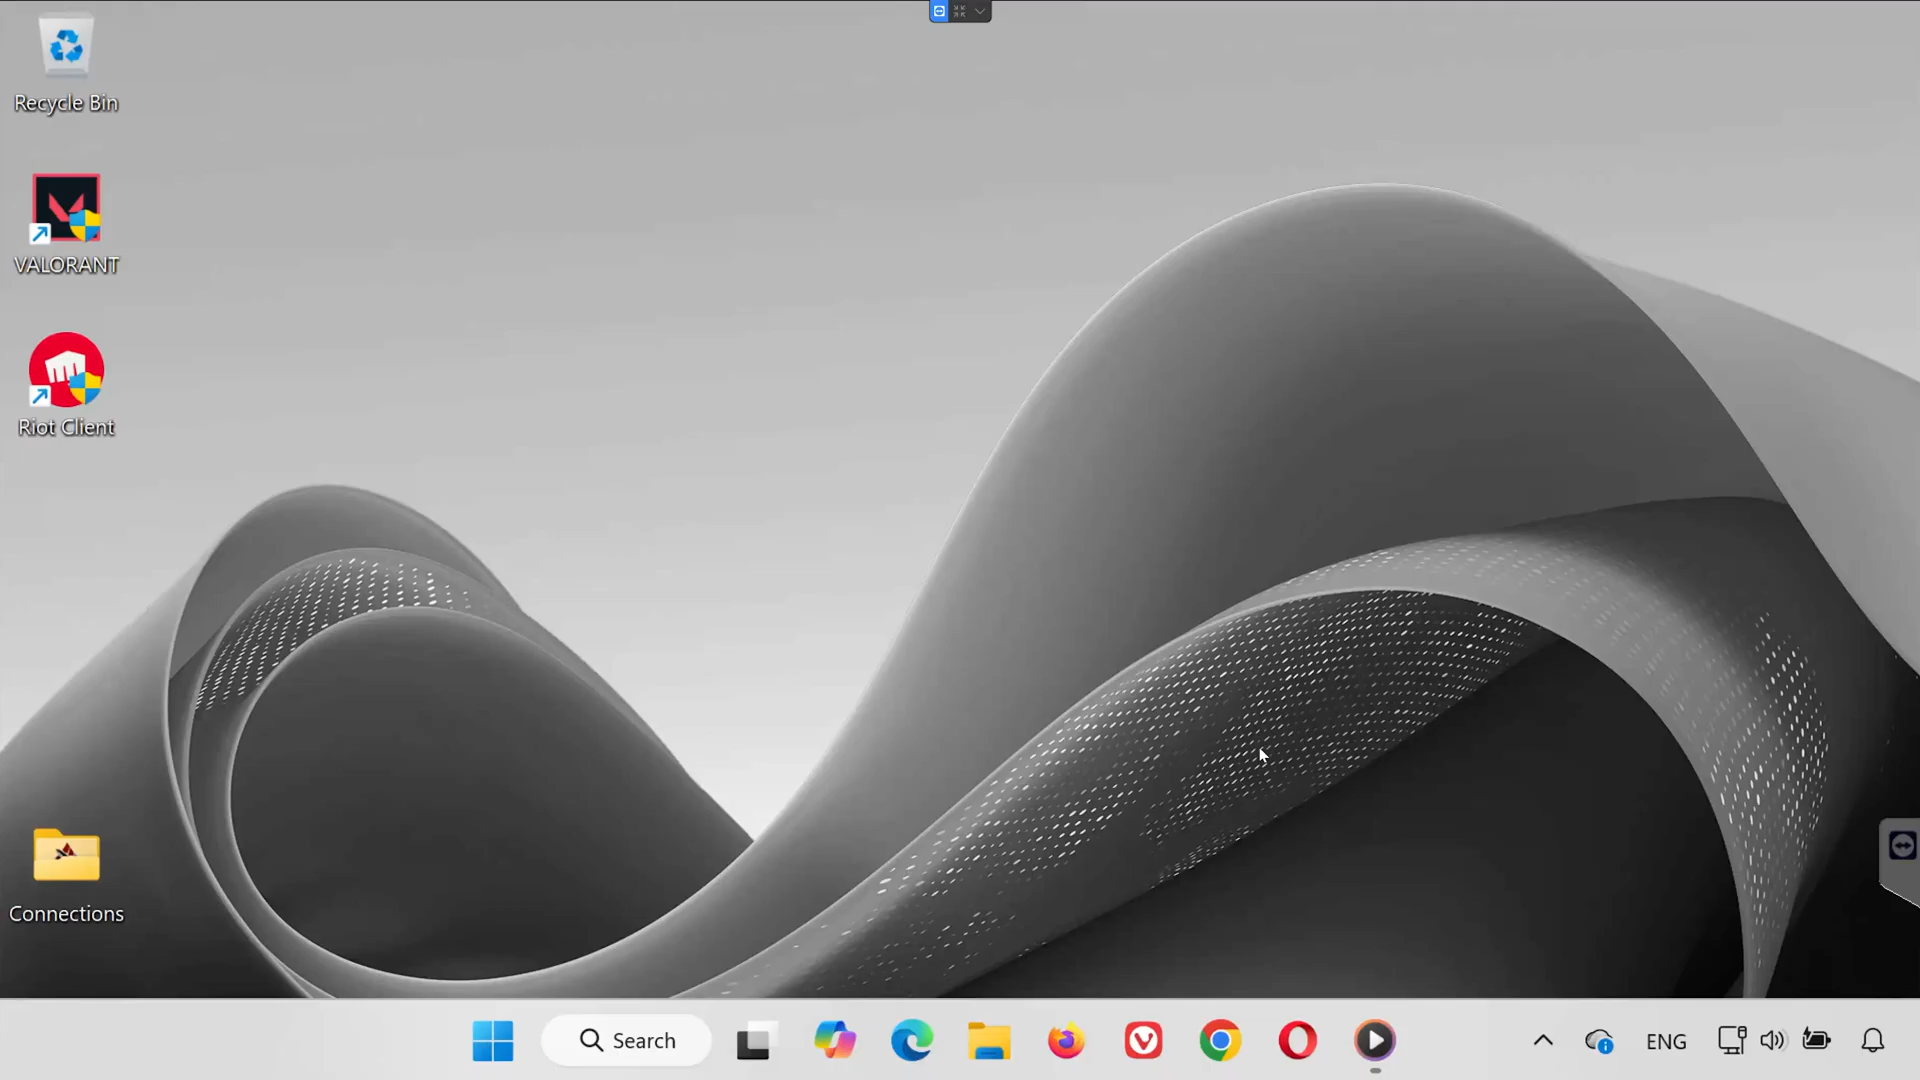 Recycle Bin
VALORANT
Riot Client
Connections
Search
ENG